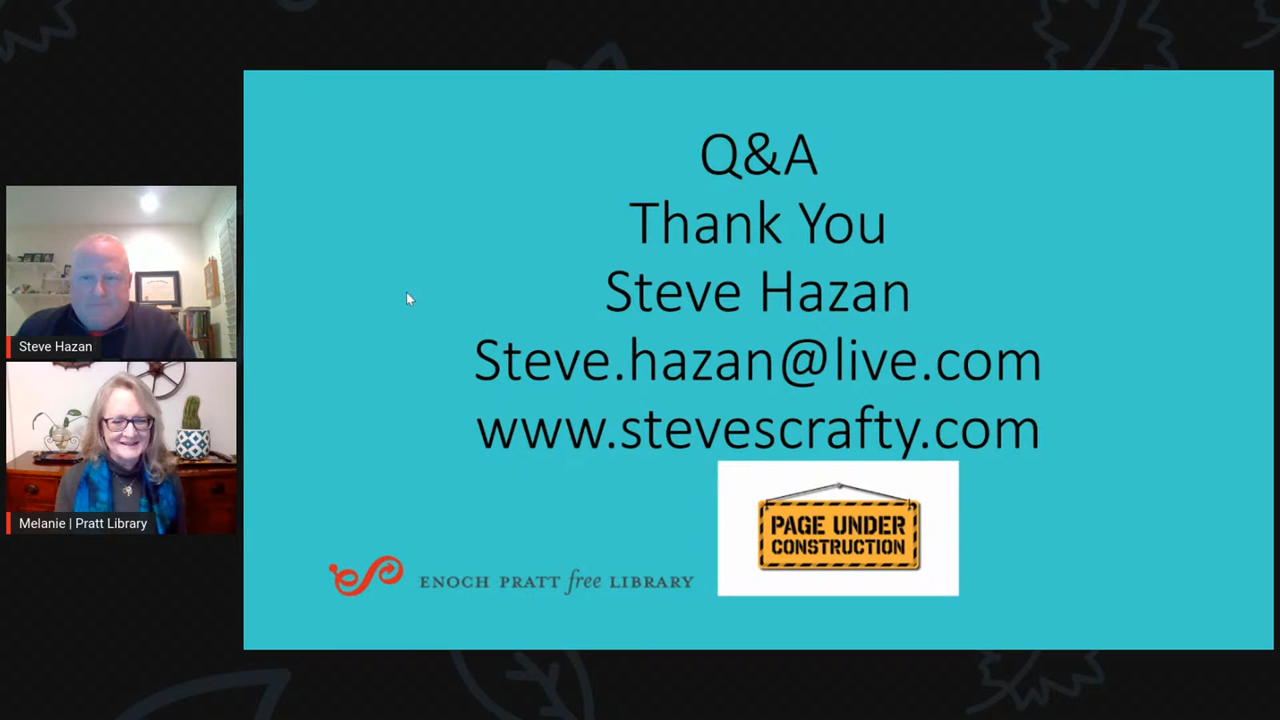 Q&A
Thank You
Steve Hazan
Steve.hazan@live.com
www.stevescrafty.com
PAGE UNDER
CONSTRUCTION
ENOCH PRATT free LIBRARY
Steve Hazan
Melanie | Pratt Library